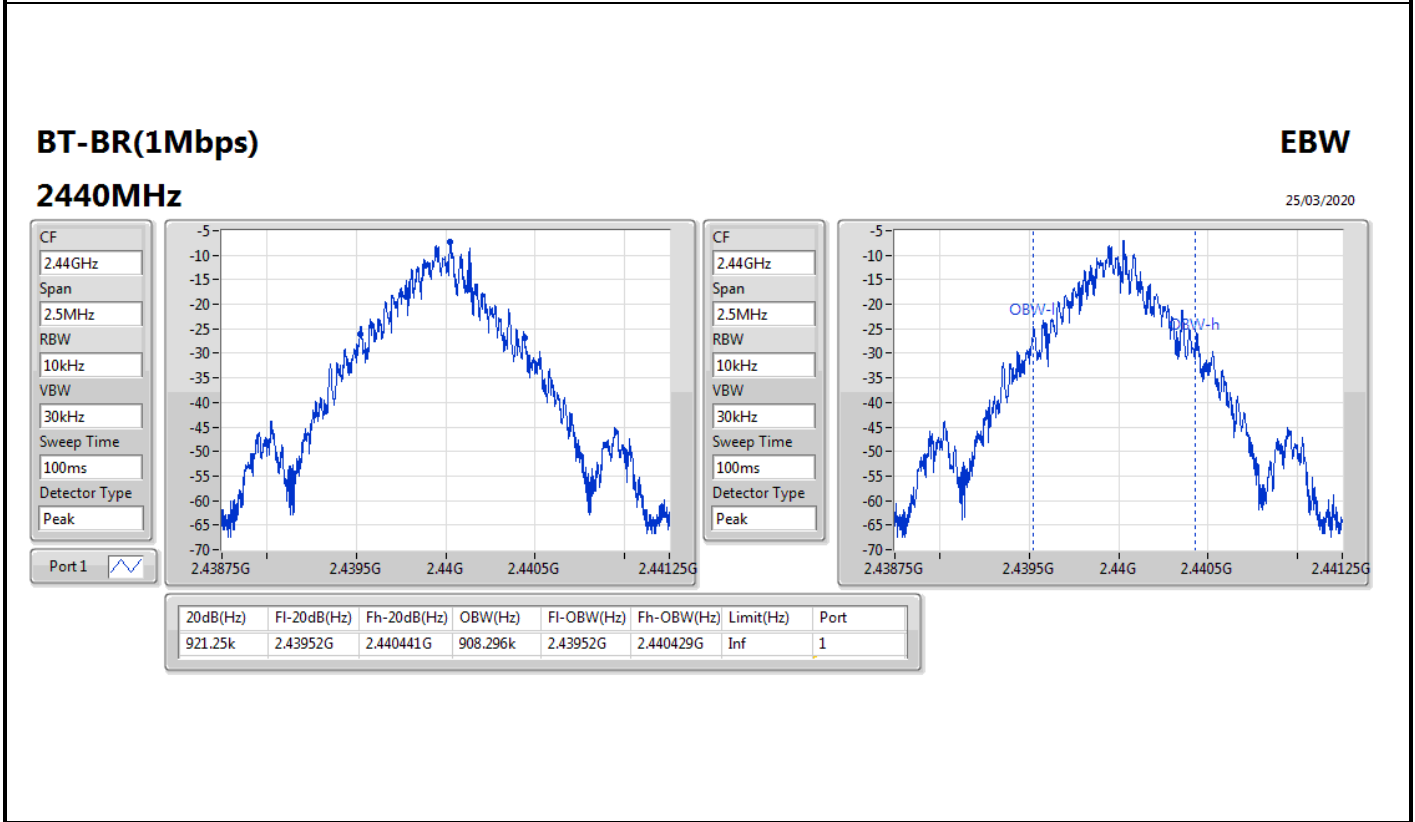 BT-BR(1Mbps)
EBW
2440MHz
25/03/2020
CF
2.44GHz
Span
2.5MHz
RBW
10kHz
VBW
30kHz
Sweep Time
100ms
Detector Type
Peak
Port 1
-5
-10
-15
-20
-25
-30
-35
-40
-45
-50
-55
-60
-65
-70
2.43875G 2.4395G 2.44G 2.4405G 2.44125G
CF
2.44GHz
Span
2.5MHz
RBW
10kHz
VBW
30kHz
Sweep Time
100ms
Detector Type
Peak
-5
-10
-15
-20
-25
-30
-35
-40
-45
-50
-55
-60
-65
-70
OBW-l
OBW-h
2.43875G 2.4395G 2.44G 2.4405G 2.44125G
20dB(Hz) Fl-20dB(Hz) Fh-20dB(Hz) OBW(Hz) Fl-OBW(Hz) Fh-OBW(Hz) Limit(Hz) Port
921.25k 2.43952G 2.440441G 908.296k 2.43952G 2.440429G Inf 1